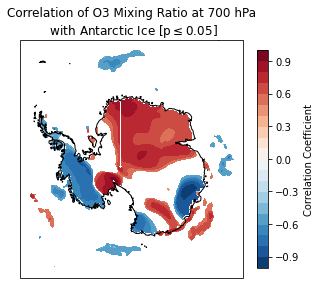 Correlation of O3 Mixing Ratio at 700 hPa
with Antarctic Ice [p ≤ 0.05]
0.9
0.6
0.3
0.0
−0.3
−0.6
−0.9
Correlation Coefficient